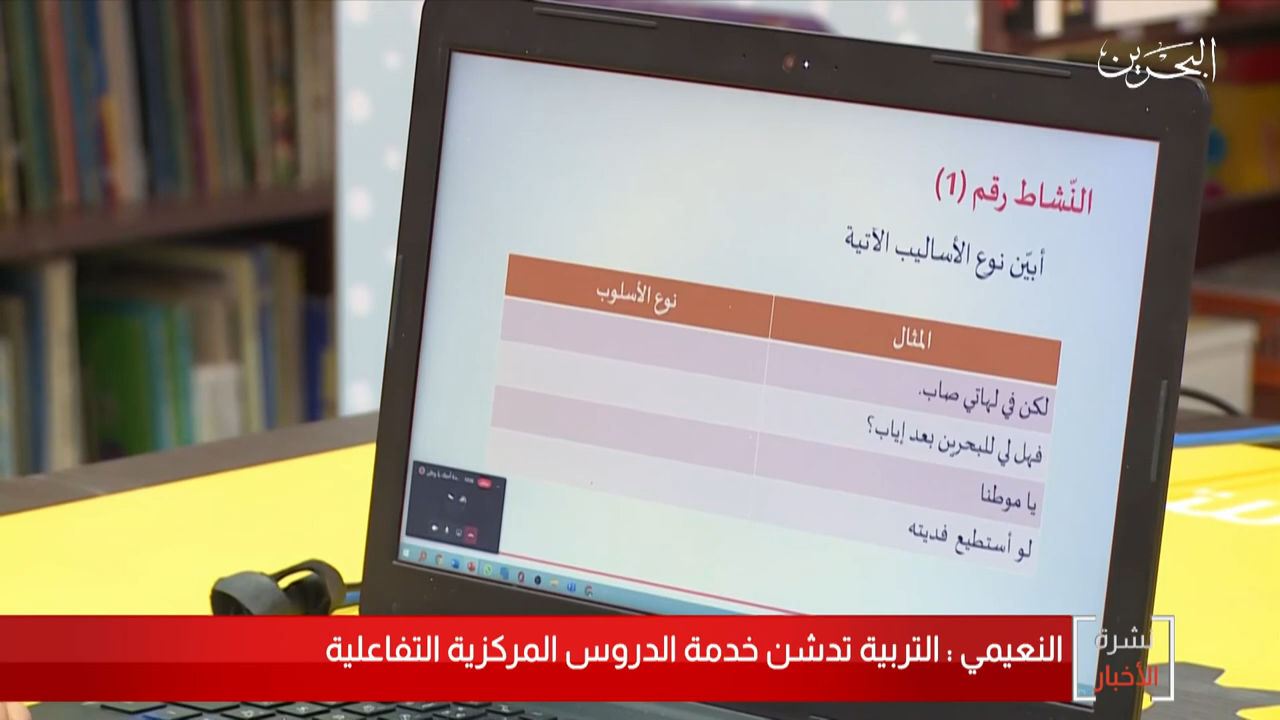 البحرين
النّشاط رقم (1)
أبيّن نوع الأساليب الآتية
المثال
نوع الأسلوب
لكن في لهاتي صاب.
فهل لي للبحرين بعد إياب؟
يا موطنا
لو أستطيع فديته
النعيمي : التربية تدشن خدمة الدروس المركزية التفاعلية
نشرة
الأخبار